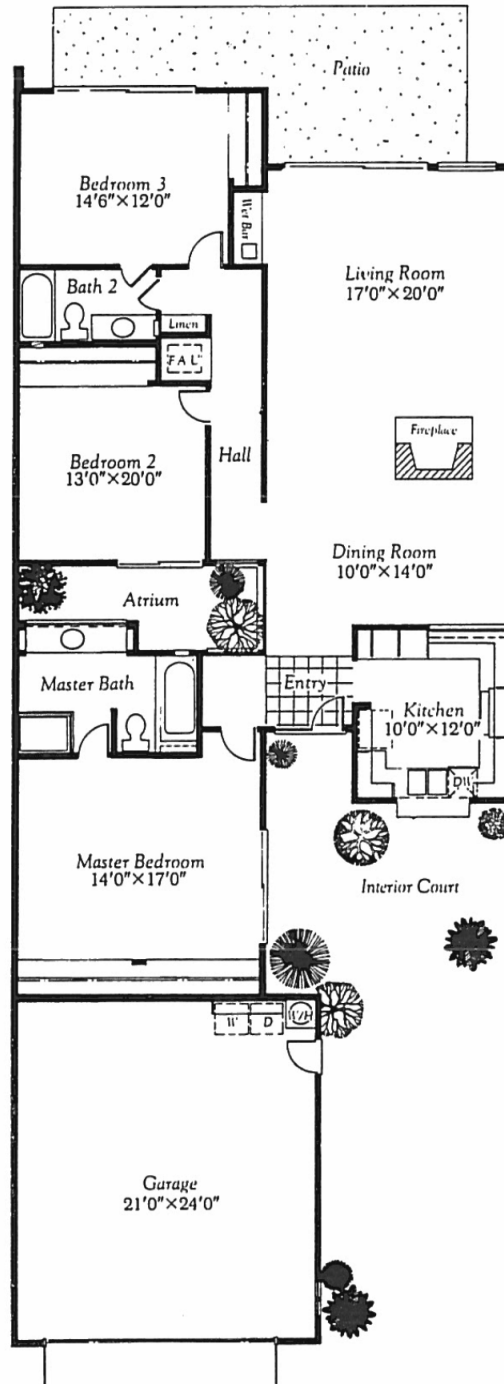 Patio
Bedroom 3
14'6"×12'0"
Wet Bar
Living Room
17'0"×20'0"
Bath 2
Linen
F A U
Fireplace
Bedroom 2
13'0"×20'0"
Hall
Dining Room
10'0"×14'0"
Atrium
Master Bath
Entry
Kitchen
10'0"×12'0"
DW
Master Bedroom
14'0"×17'0"
Interior Court
W
D
W/H
Garage
21'0"×24'0"